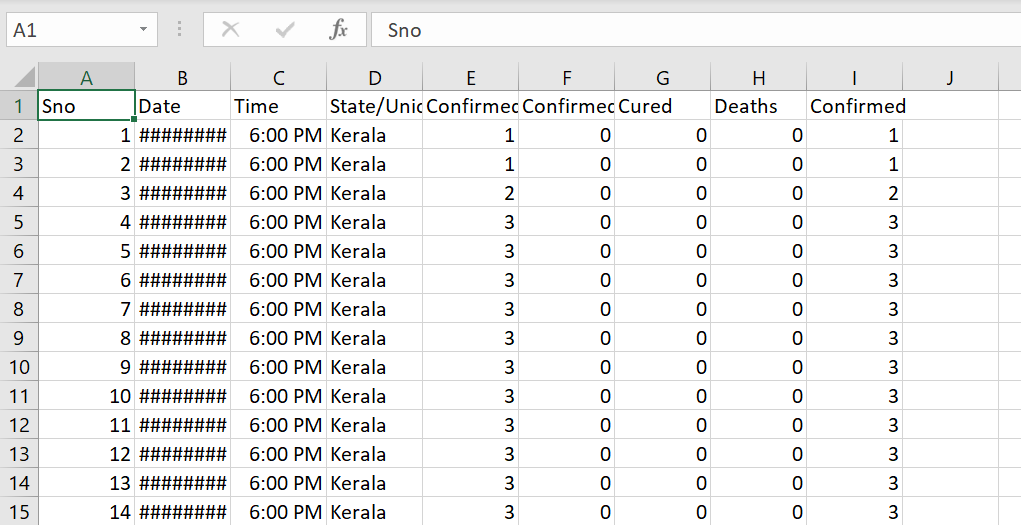 A1 fx Sno
A B C D E F G H I J
1 Sno Date Time State/Unic Confirmec Confirmec Cured Deaths Confirmed
2 1 ######## 6:00 PM Kerala 1 0 0 0 1
3 2 ######## 6:00 PM Kerala 1 0 0 0 1
4 3 ######## 6:00 PM Kerala 2 0 0 0 2
5 4 ######## 6:00 PM Kerala 3 0 0 0 3
6 5 ######## 6:00 PM Kerala 3 0 0 0 3
7 6 ######## 6:00 PM Kerala 3 0 0 0 3
8 7 ######## 6:00 PM Kerala 3 0 0 0 3
9 8 ######## 6:00 PM Kerala 3 0 0 0 3
10 9 ######## 6:00 PM Kerala 3 0 0 0 3
11 10 ######## 6:00 PM Kerala 3 0 0 0 3
12 11 ######## 6:00 PM Kerala 3 0 0 0 3
13 12 ######## 6:00 PM Kerala 3 0 0 0 3
14 13 ######## 6:00 PM Kerala 3 0 0 0 3
15 14 ######## 6:00 PM Kerala 3 0 0 0 3